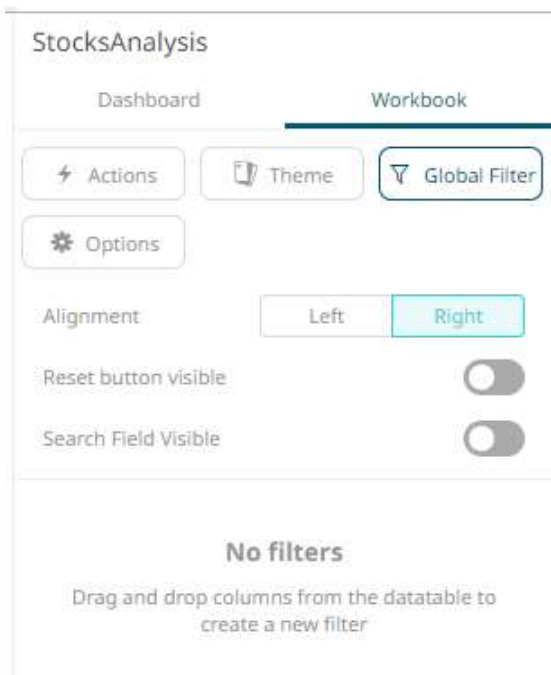 StocksAnalysis
Dashboard Workbook
Actions Theme Global Filter
Options
Alignment Left Right
Reset button visible
Search Field Visible
No filters
Drag and drop columns from the datatable to
create a new filter